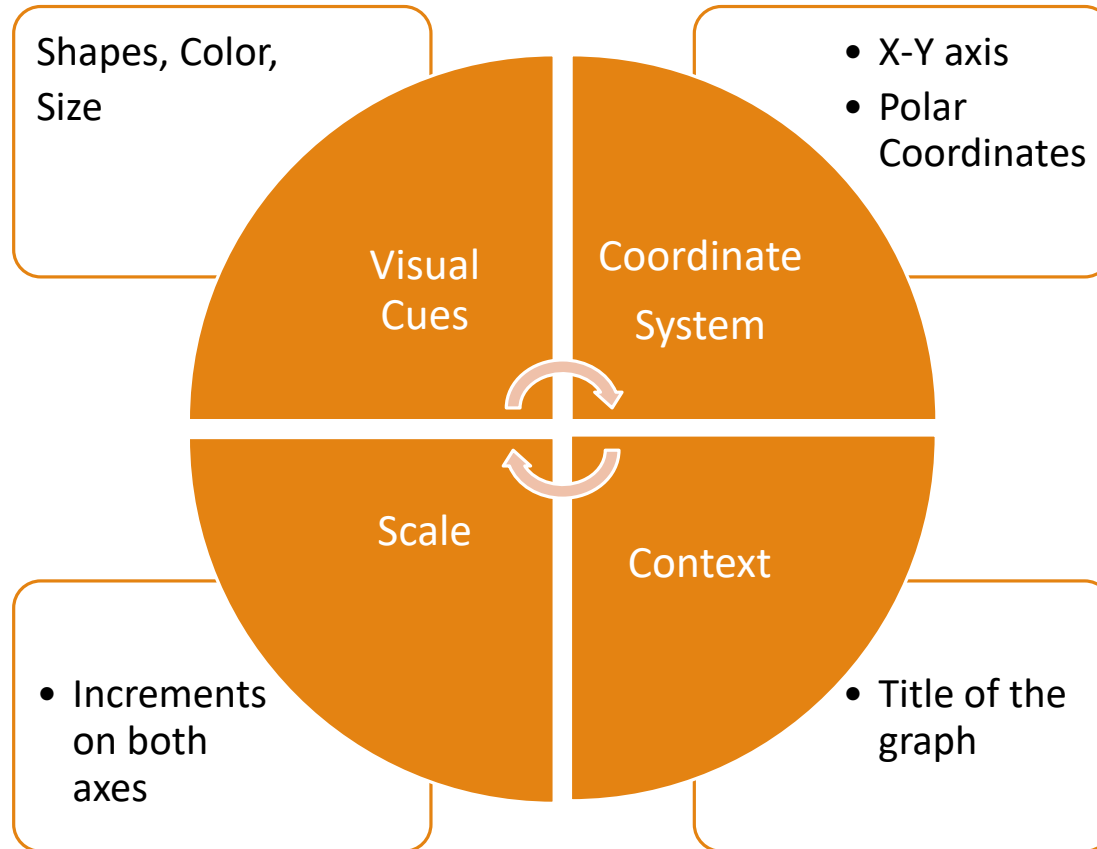 Shapes, Color,
Size
• X-Y axis
• Polar
Coordinates
Visual
Cues
Coordinate
System
Scale
Context
• Increments
on both
axes
• Title of the
graph